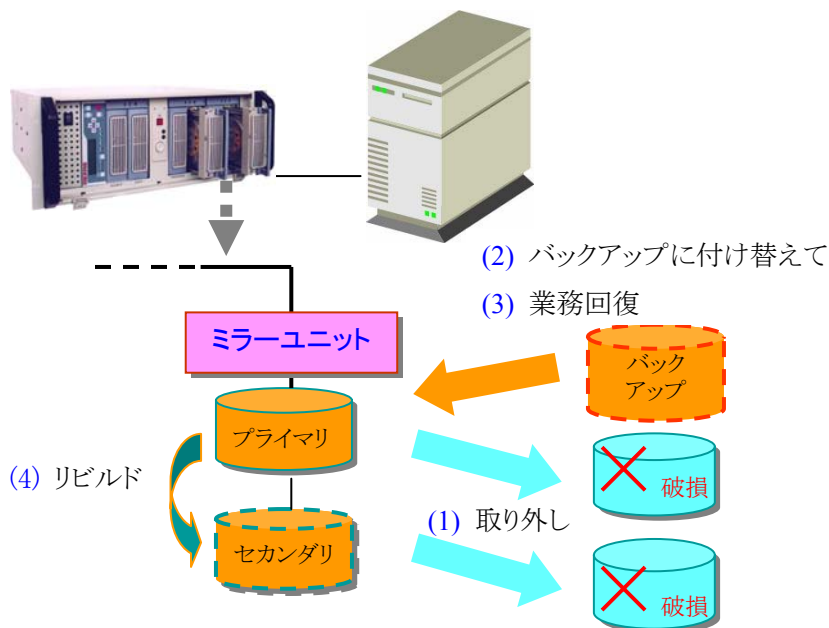 (2) バックアップに付け替えて
(3) 業務回復
ミラーユニット
バック
アップ
プライマリ
(4) リビルド
破損
(1) 取り外し
セカンダリ
破損